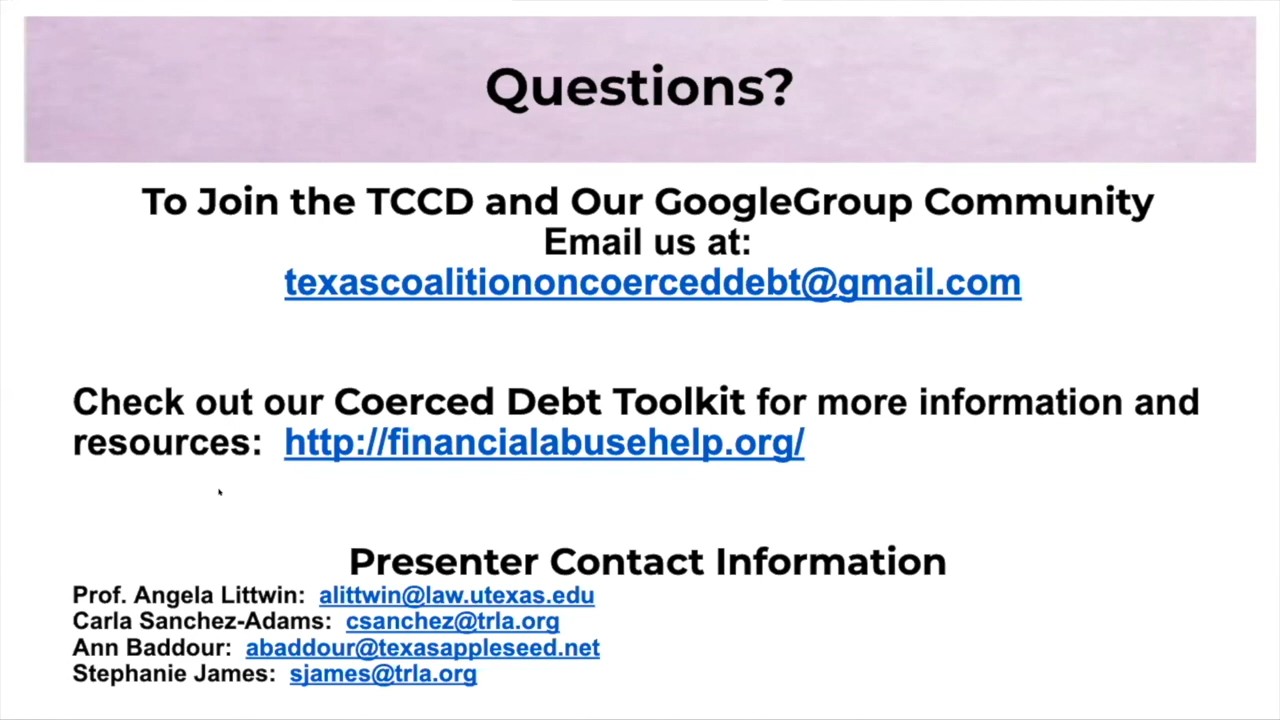 Questions?
To Join the TCCD and Our GoogleGroup Community
Email us at:
texascoalitiononcoerceddebt@gmail.com
Check out our Coerced Debt Toolkit for more information and
resources: http://financialabusehelp.org/
Presenter Contact Information
Prof. Angela Littwin: alittwin@law.utexas.edu
Carla Sanchez-Adams: csanchez@trla.org
Ann Baddour: abaddour@texasappleseed.net
Stephanie James: sjames@trla.org